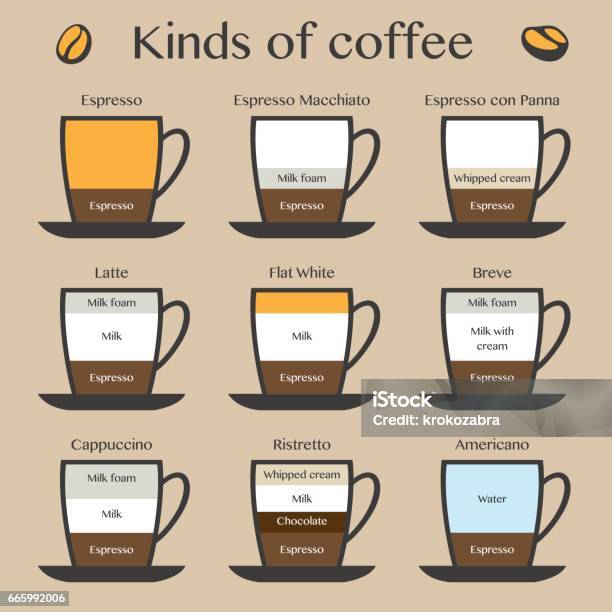 Kinds of coffee
Espresso
Espresso Macchiato
Espresso con Panna
Espresso
Milk foam
Espresso
Whipped cream
Espresso
Latte
Flat White
Breve
Milk foam
Milk
Espresso
Milk
Espresso
Milk foam
Milk with
cream
Espresso
iStock
Credit: krokozabra
Cappuccino
Ristretto
Americano
Milk foam
Milk
Espresso
Whipped cream
Milk
Chocolate
Espresso
Water
Espresso
665992006